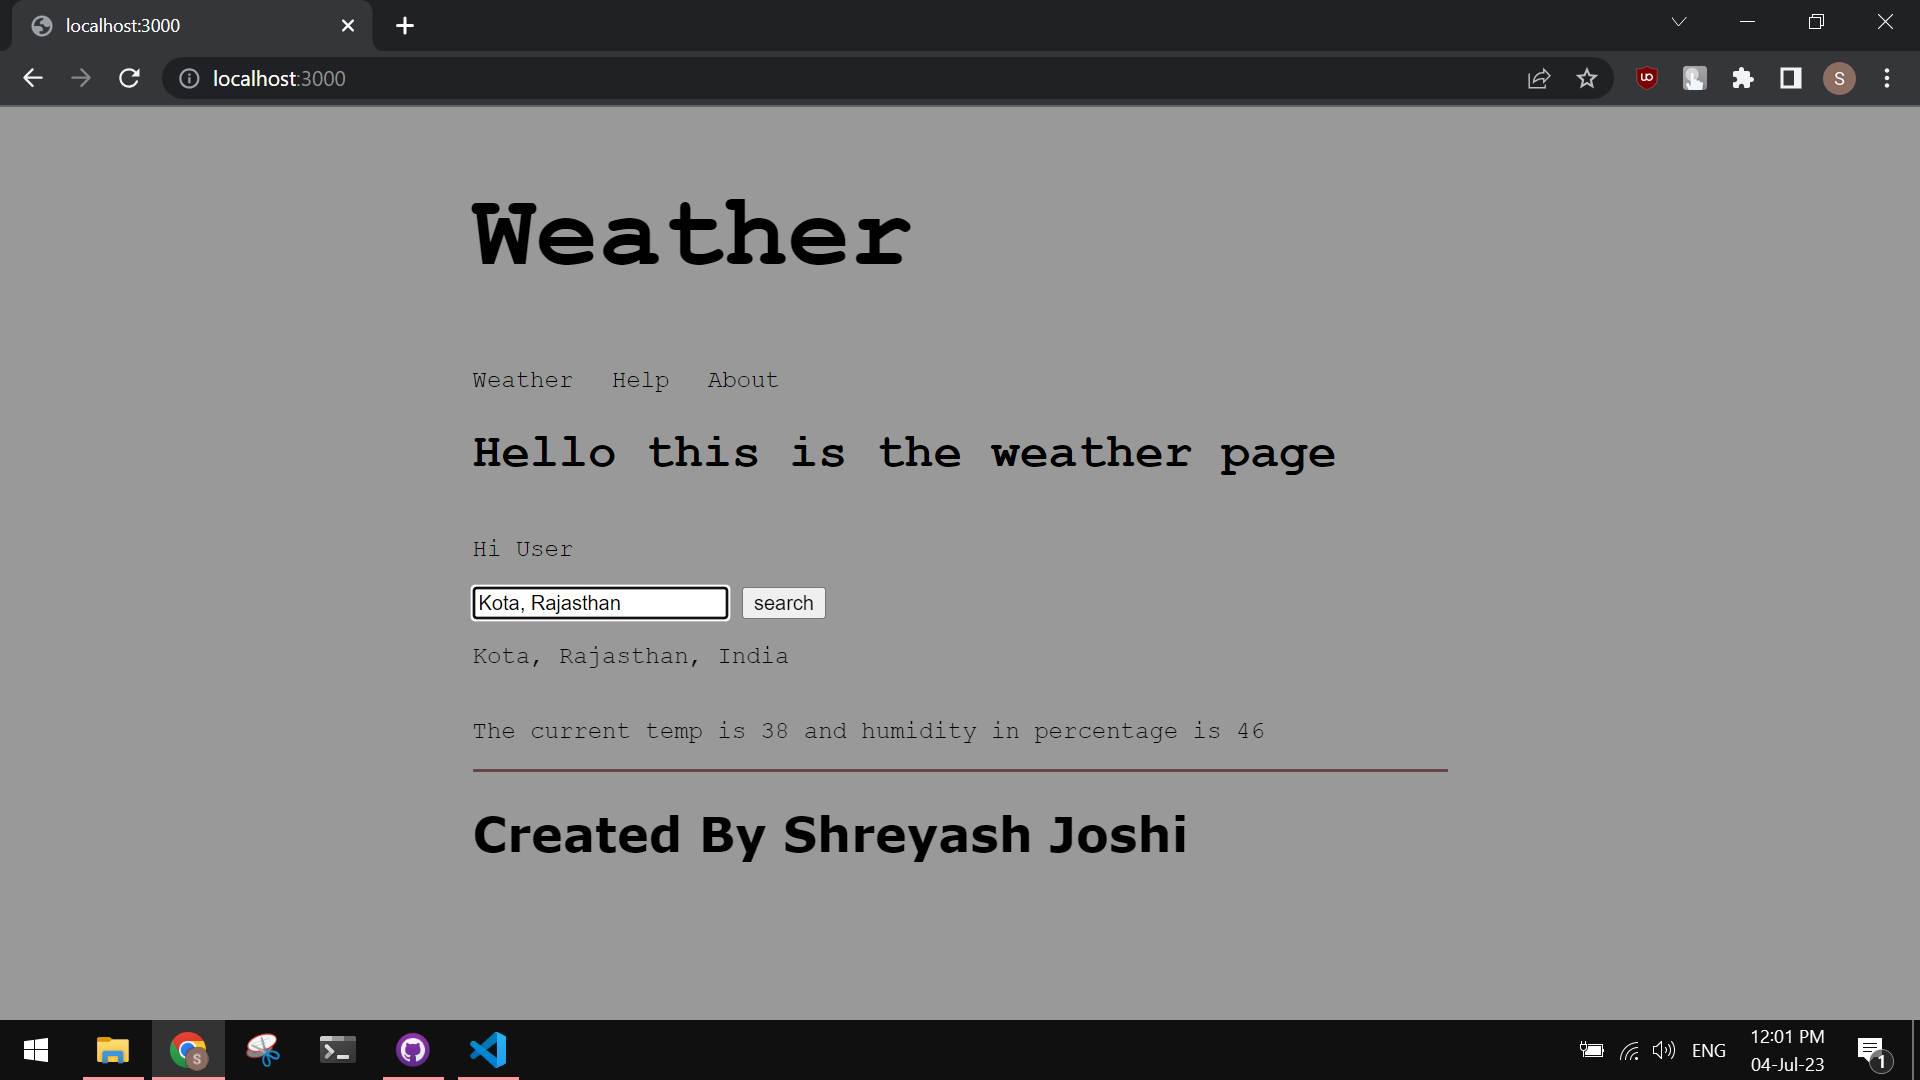 localhost:3000
localhost:3000
S
Weather
Weather Help About
Hello this is the weather page
Hi User
Kota, Rajasthan search
Kota, Rajasthan, India
The current temp is 38 and humidity in percentage is 46
Created By Shreyash Joshi
S
ENG
12:01 PM
04-Jul-23
1